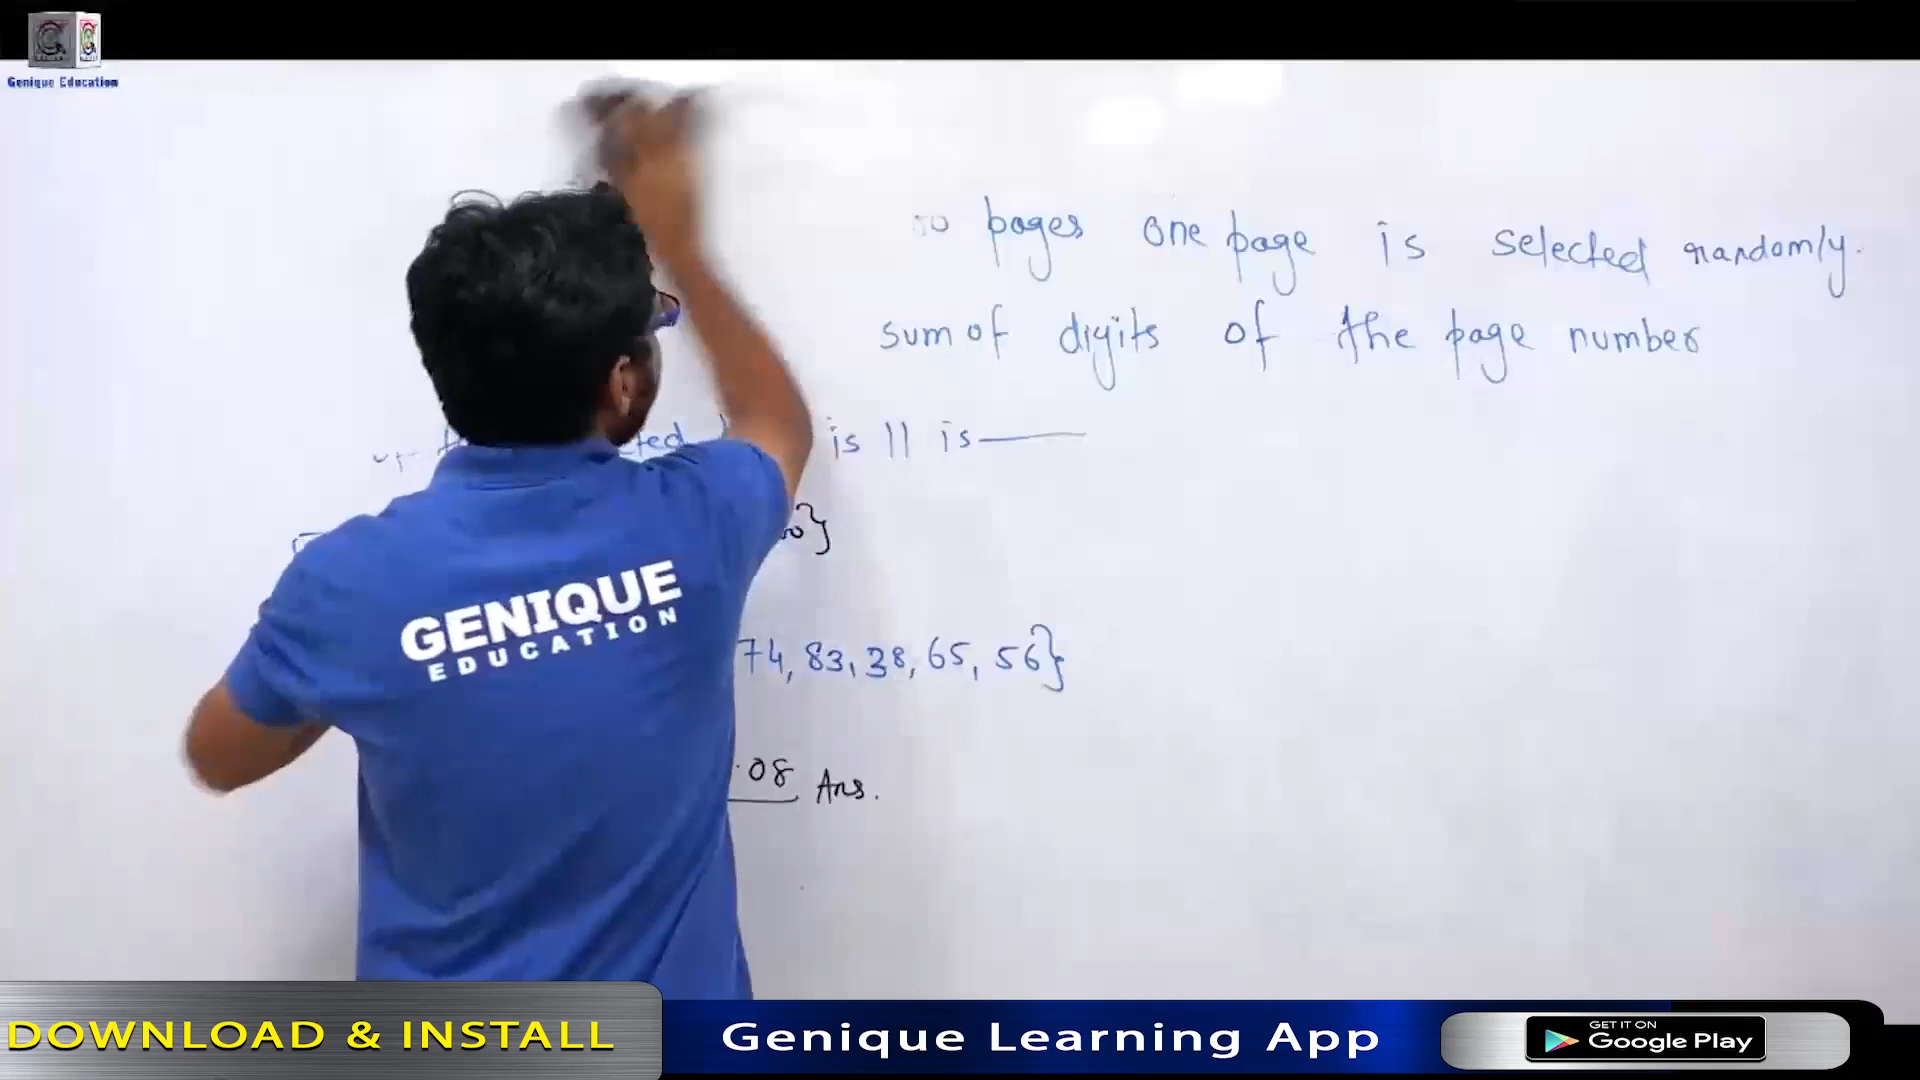 Genique Education
pages one page is selected randomly.
sum of digits of the page number
is 11 is
74, 83, 38, 65, 56}
.08 Ans.
GENIQUE
EDUCATION
DOWNLOAD & INSTALL
Genique Learning App
GET IT ON
Google Play